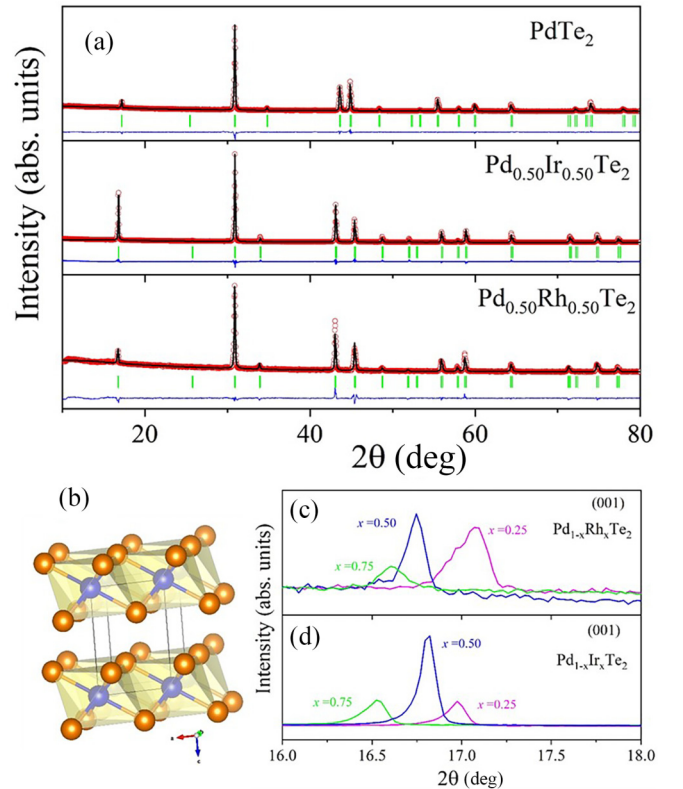 (a)
PdTe2
Pd0.50Ir0.50Te2
Pd0.50Rh0.50Te2
Intensity (abs. units)
20 40 60 80
2θ (deg)
(b)
a
c
(c)
(001)
Pd1-xRhxTe2
x =0.50
x =0.25
x =0.75
(d)
(001)
Pd1-xIrxTe2
x =0.50
x =0.75
x =0.25
Intensity (abs. units)
16.0 16.5 17.0 17.5 18.0
2θ (deg)